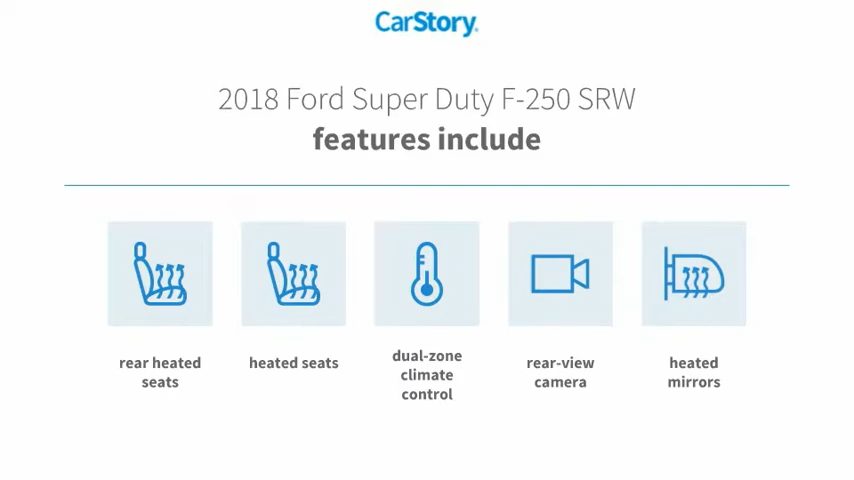 CarStory
2018 Ford Super Duty F-250 SRW
features include
rear heated
seats
heated seats
dual-zone
climate
control
rear-view
camera
heated
mirrors